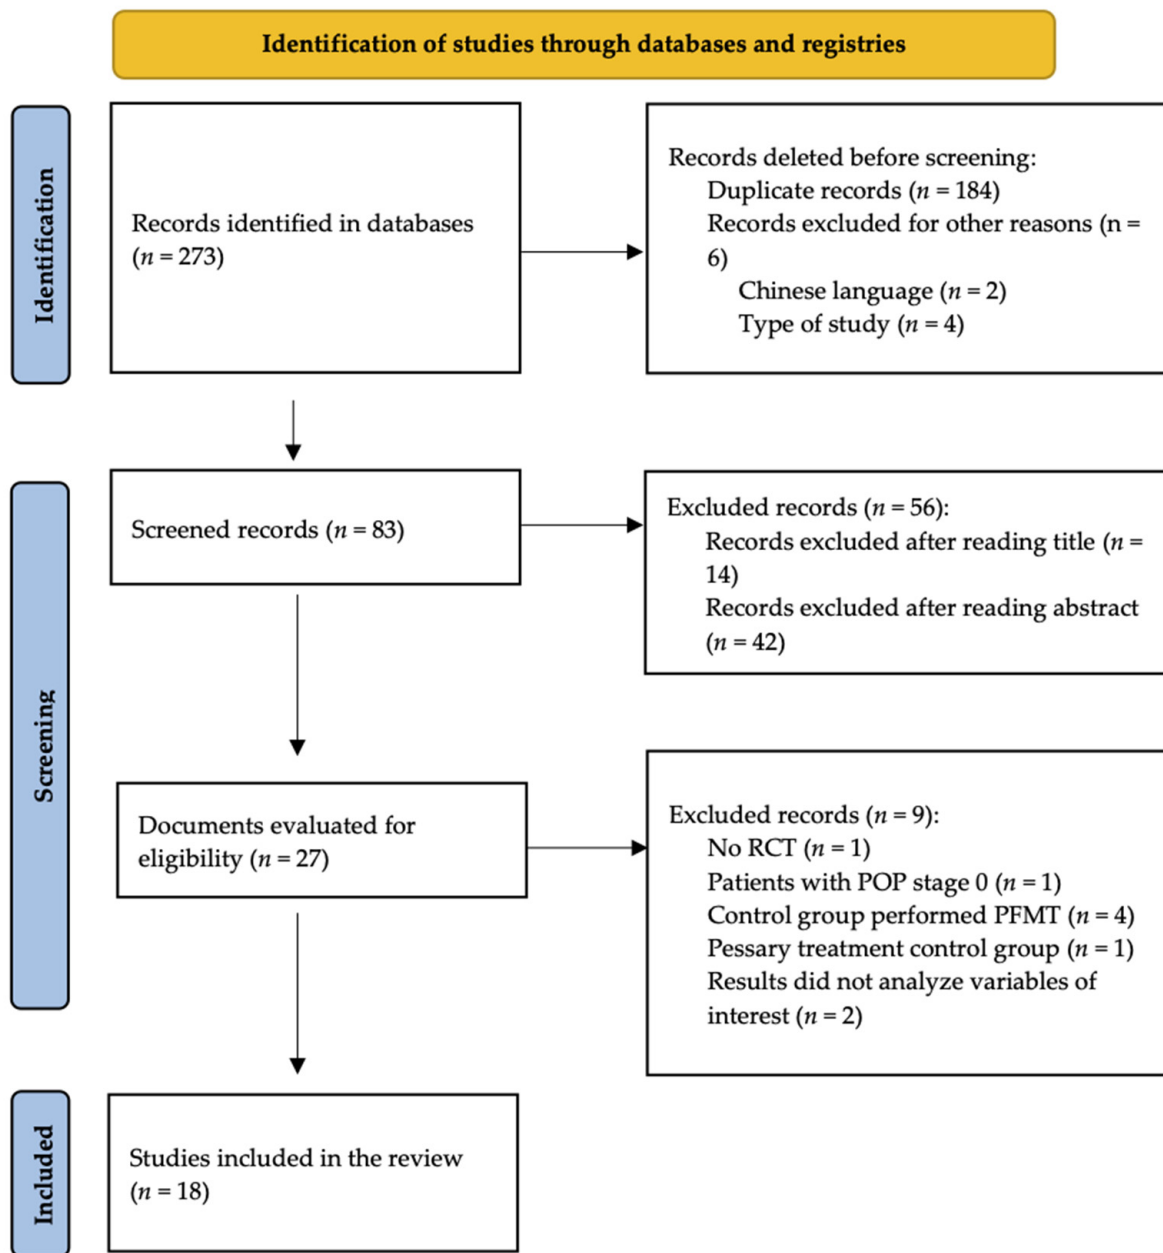 Identification of studies through databases and registries
Identification
Records identified in databases
(n = 273)
Records deleted before screening:
Duplicate records (n = 184)
Records excluded for other reasons (n =
6)
Chinese language (n = 2)
Type of study (n = 4)
Screening
Screened records (n = 83)
Excluded records (n = 56):
Records excluded after reading title (n =
14)
Records excluded after reading abstract
(n = 42)
Documents evaluated for
eligibility (n = 27)
Excluded records (n = 9):
No RCT (n = 1)
Patients with POP stage 0 (n = 1)
Control group performed PFMT (n = 4)
Pessary treatment control group (n = 1)
Results did not analyze variables of
interest (n = 2)
Included
Studies included in the review
(n = 18)